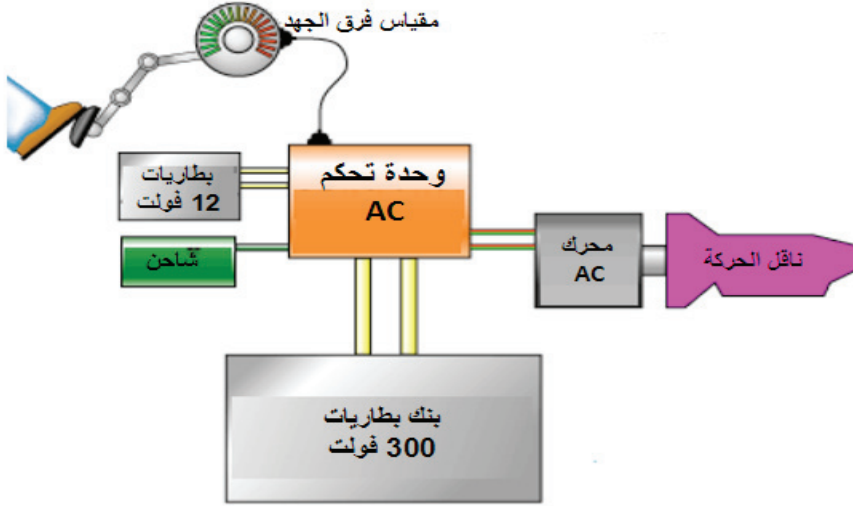 مقياس فرق الجهد
وحدة تحكم
AC
بطاريات
12 فولت
شاحن
محرك
AC
ناقل الحركة
بنك بطاريات
300 فولت